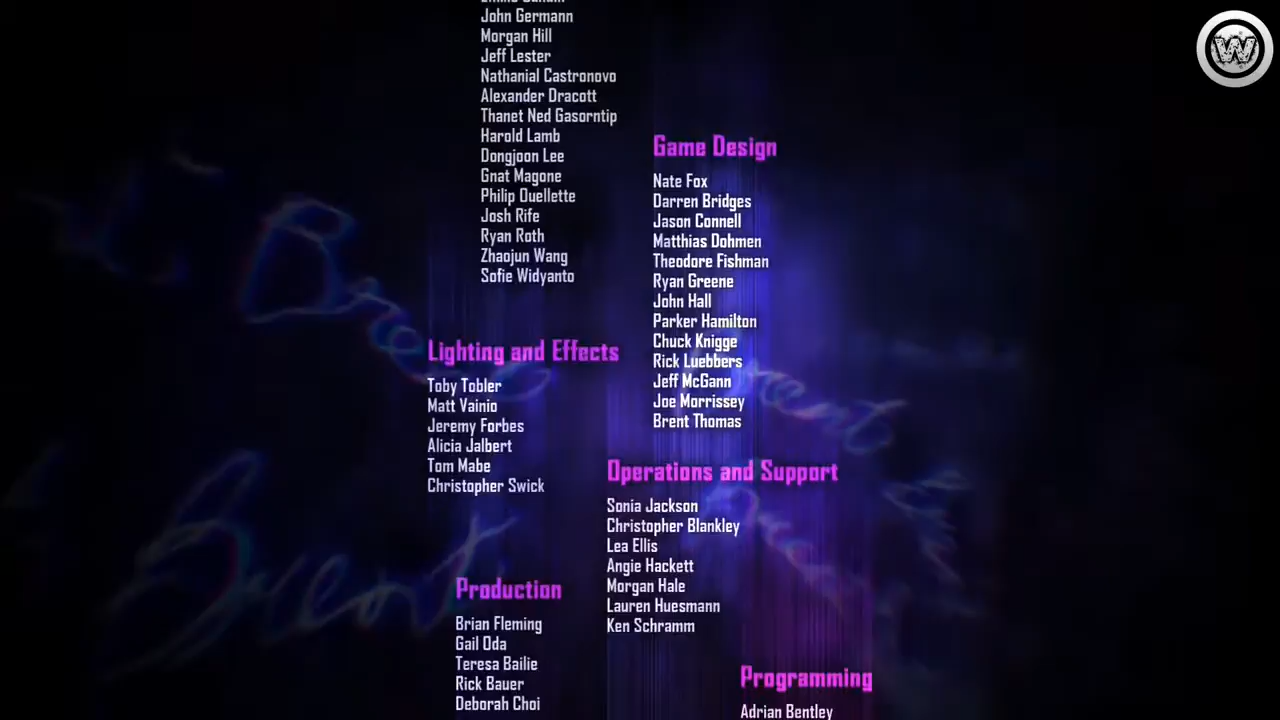 John Germann
Morgan Hill
Jeff Lester
Nathanial Castronovo
Alexander Dracott
Thanet Ned Gasorntip
Harold Lamb
Dongjoon Lee
Gnat Magone
Philip Ouellette
Josh Rife
Ryan Roth
Zhaojun Wang
Sofie Widyanto
Lighting and Effects
Toby Tobler
Matt Vainio
Jeremy Forbes
Alicia Jalbert
Tom Mabe
Christopher Swick
Production
Brian Fleming
Gail Oda
Teresa Bailie
Rick Bauer
Deborah Choi
Game Design
Nate Fox
Darren Bridges
Jason Connell
Matthias Dohmen
Theodore Fishman
Ryan Greene
John Hall
Parker Hamilton
Chuck Knigge
Rick Luebbers
Jeff McGann
Joe Morrissey
Brent Thomas
Operations and Support
Sonia Jackson
Christopher Blankley
Lea Ellis
Angie Hackett
Morgan Hale
Lauren Huesmann
Ken Schramm
Programming
Adrian Bentley
W
Brent